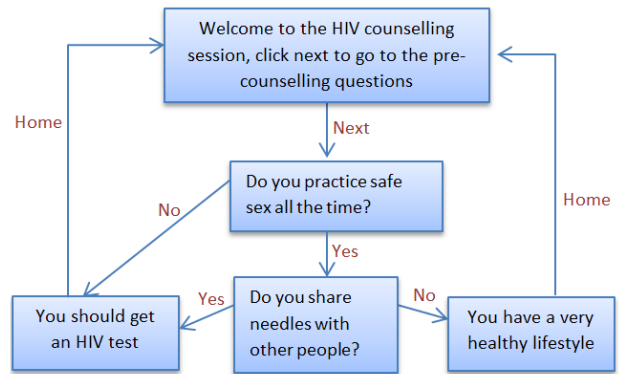 Welcome to the HIV counselling
session, click next to go to the pre-
counselling questions
Home
Next
Do you practice safe
sex all the time?
No
Home
Yes
You should get
an HIV test
Yes
Do you share
needles with
other people?
No
You have a very
healthy lifestyle